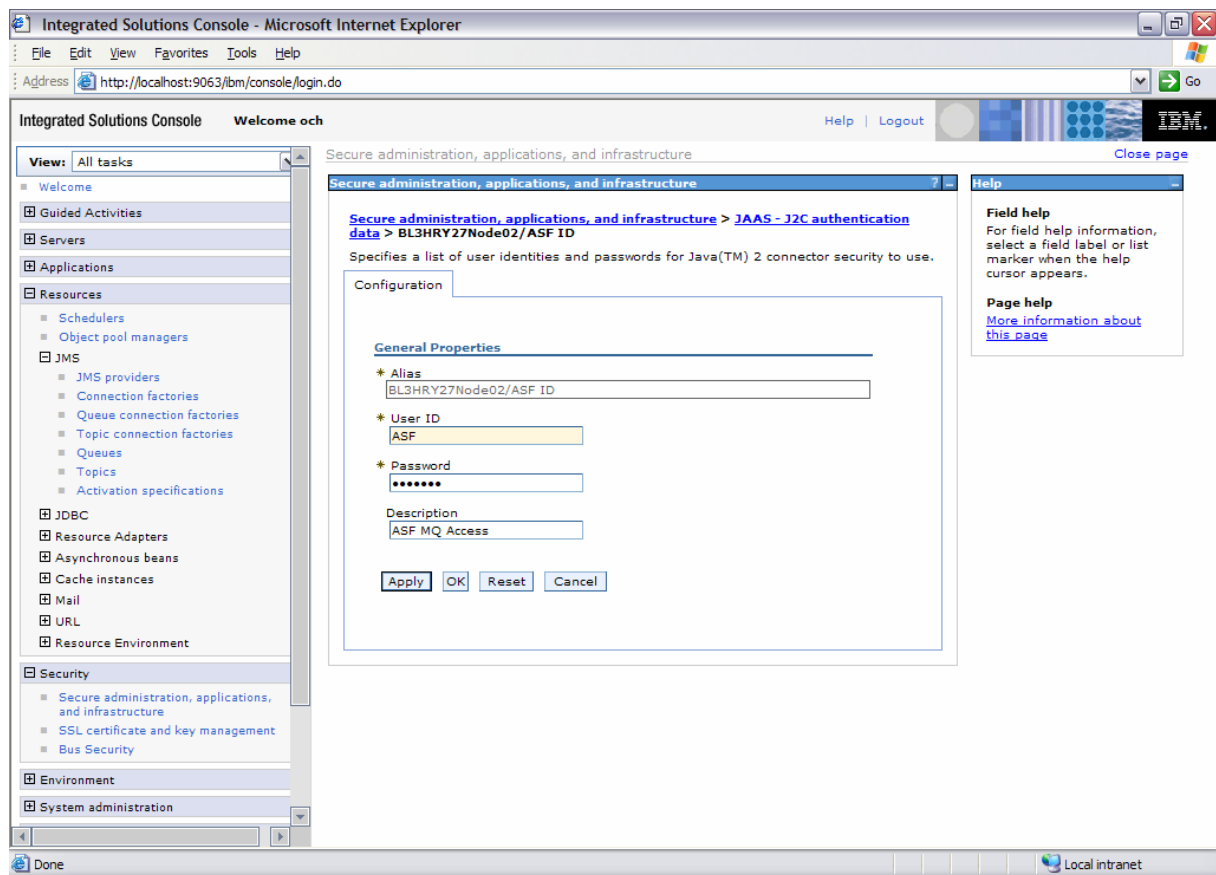 Integrated Solutions Console - Microsoft Internet Explorer
File Edit View Favorites Tools Help
Address http://localhost:9063/ibm/console/login.do Go
Integrated Solutions Console Welcome och Help | Logout IBM.
View: All tasks
Welcome
Guided Activities
Servers
Applications
Resources
Schedulers
Object pool managers
JMS
JMS providers
Connection factories
Queue connection factories
Topic connection factories
Queues
Topics
Activation specifications
JDBC
Resource Adapters
Asynchronous beans
Cache instances
Mail
URL
Resource Environment
Security
Secure administration, applications,
and infrastructure
SSL certificate and key management
Bus Security
Environment
System administration
Secure administration, applications, and infrastructure Close page
Secure administration, applications, and infrastructure ? -
Secure administration, applications, and infrastructure > JAAS - J2C authentication
data > BL3HRY27Node02/ASF ID
Specifies a list of user identities and passwords for Java(TM) 2 connector security to use.
Configuration
General Properties
* Alias
BL3HRY27Node02/ASF ID
* User ID
ASF
* Password
•••••••
Description
ASF MQ Access
Apply OK Reset Cancel
Help -
Field help
For field help information,
select a field label or list
marker when the help
cursor appears.
Page help
More information about
this page
Done Local intranet